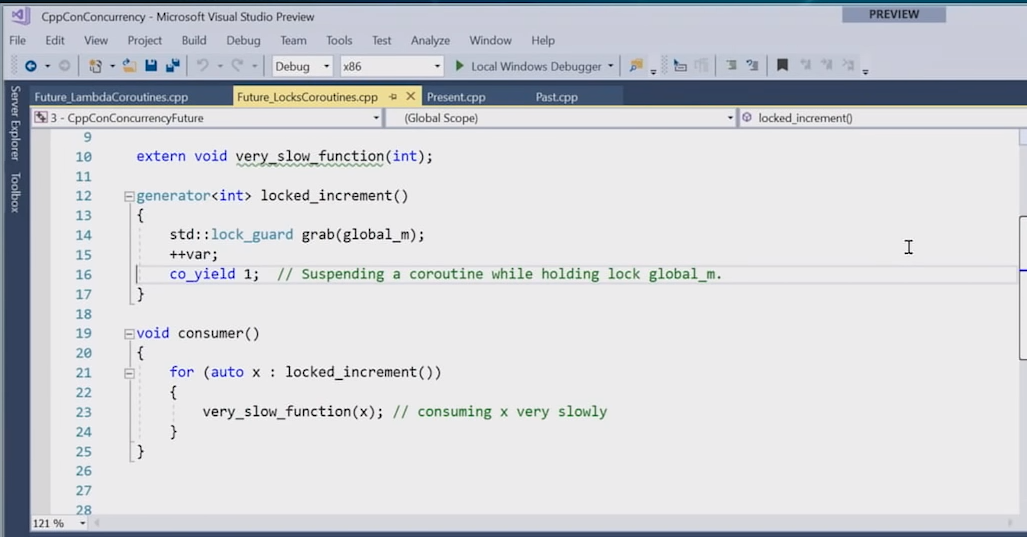 CppConConcurrency - Microsoft Visual Studio Preview
PREVIEW
File Edit View Project Build Debug Team Tools Test Analyze Window Help
Debug x86 Local Windows Debugger
Server Explorer
Toolbox
Future_LambdaCoroutines.cpp Future_LocksCoroutines.cpp Present.cpp Past.cpp
3 - CppConConcurrencyFuture (Global Scope) locked_increment()
9
10 extern void very_slow_function(int);
11
12 generator<int> locked_increment()
13 {
14 std::lock_guard grab(global_m);
15 ++var;
16 co_yield 1; // Suspending a coroutine while holding lock global_m.
17 }
18
19 void consumer()
20 {
21 for (auto x : locked_increment())
22 {
23 very_slow_function(x); // consuming x very slowly
24 }
25 }
26
27
28
121 %